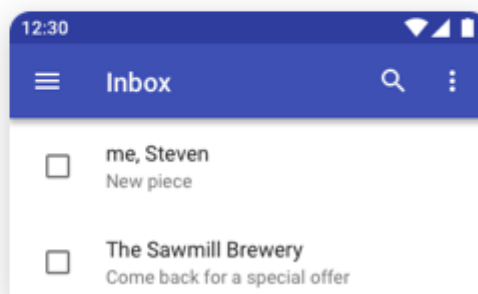 12:30
Inbox
me, Steven
New piece
The Sawmill Brewery
Come back for a special offer